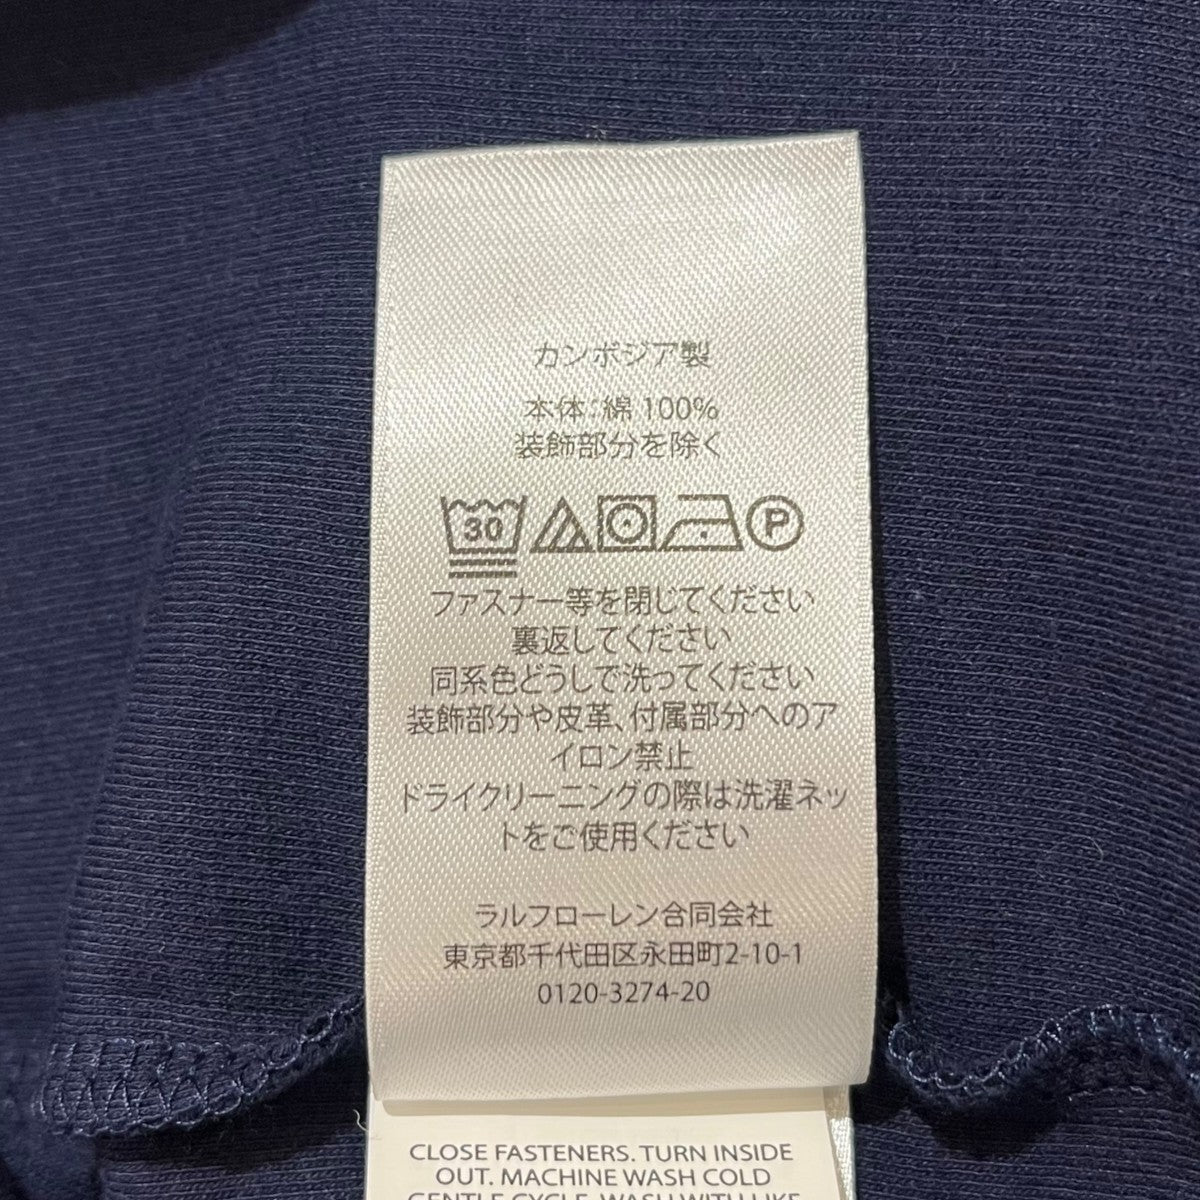 カンボジア製
本体：綿 100%
装飾部分を除く
30 P
ファスナー等を閉じてください
裏返してください
同系色どうしで洗ってください
装飾部分や皮革、付属部分へのア
イロン禁止
ドライクリーニングの際は洗濯ネッ
トをご使用ください
ラルフローレン合同会社
東京都千代田区永田町2-10-1
0120-3274-20
CLOSE FASTENERS. TURN INSIDE
OUT. MACHINE WASH COLD
GENTLE CYCLE. WASH WITH LIKE